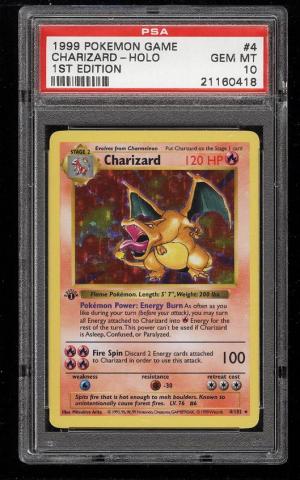 PSA
1999 POKEMON GAME #4
CHARIZARD - HOLO GEM MT
1ST EDITION 10
21160418
STAGE 2 Evolves from Charmeleon Put Charizard on the Stage 1 card
Charizard 120 HP
Flame Pokémon. Length: 5' 7", Weight: 200 lbs.
Pokémon Power: Energy Burn As often as you
like during your turn (before your attack), you may
turn all Energy attached to Charizard into Energy for the
rest of the turn. This power can't be used if Charizard
is Asleep, Confused, or Paralyzed.
Fire Spin Discard 2 Energy cards attached
to Charizard in order to use this attack. 100
weakness resistance retreat cost
-30
Spits fire that is hot enough to melt boulders. Known to
unintentionally cause forest fires. LV. 76 #6
Illus. Mitsuhiro Arita 4/102